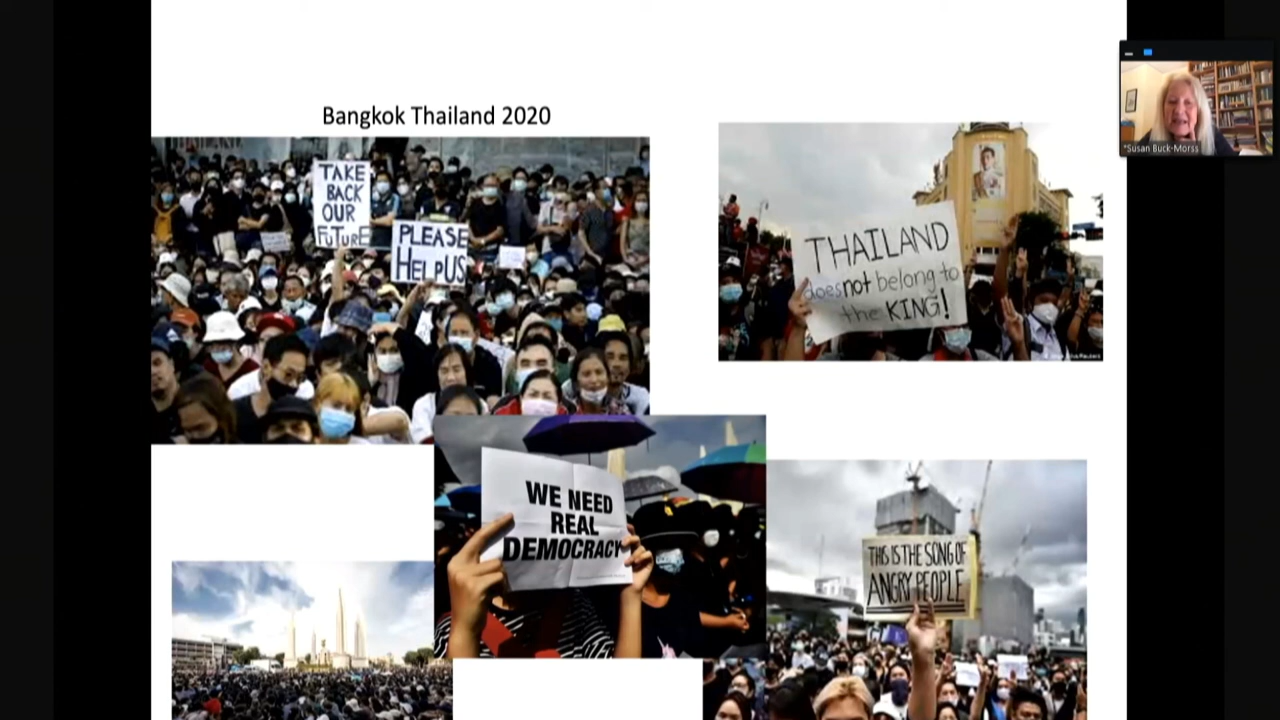 Bangkok Thailand 2020
TAKE
BACK
OUR
FUTURE
PLEASE
HELP US
THAILAND
does not belong to
the KING!
*Susan Buck-Morss
WE NEED
REAL
DEMOCRACY
THIS IS THE SONG OF
ANGRY PEOPLE